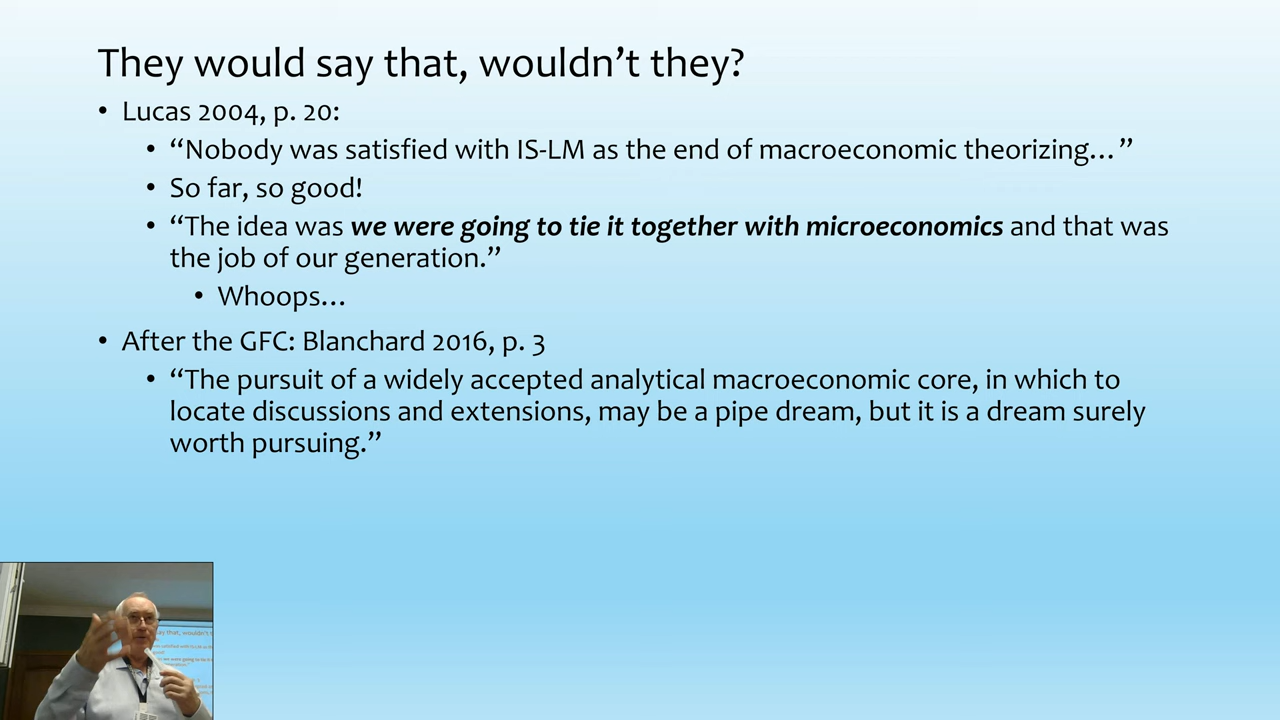 They would say that, wouldn’t they?
• Lucas 2004, p. 20:
• “Nobody was satisfied with IS-LM as the end of macroeconomic theorizing…”
• So far, so good!
• “The idea was we were going to tie it together with microeconomics and that was
the job of our generation.”
• Whoops…
• After the GFC: Blanchard 2016, p. 3
• “The pursuit of a widely accepted analytical macroeconomic core, in which to
locate discussions and extensions, may be a pipe dream, but it is a dream surely
worth pursuing.”